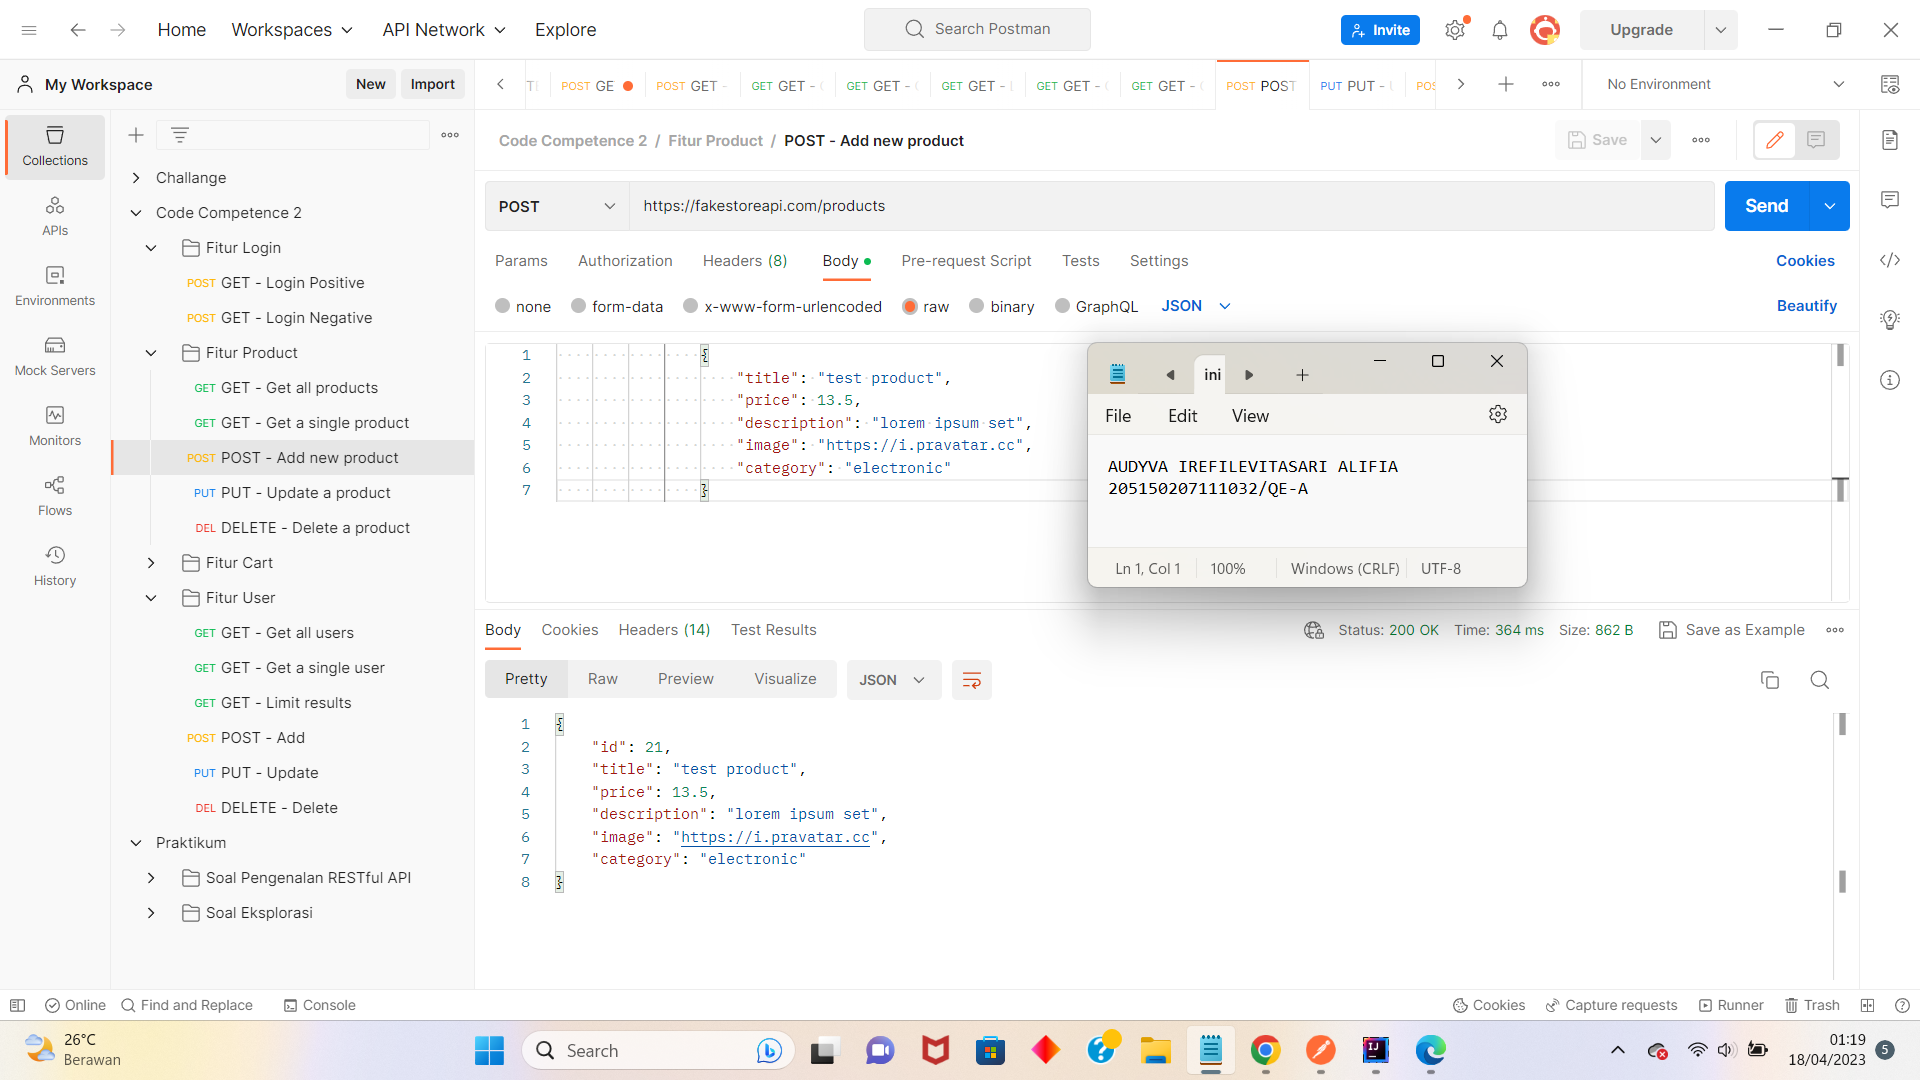 Home
Workspaces
API Network
Explore
Search Postman
Invite
Upgrade
My Workspace
New
Import
POST GE
POST GET -
GET GET -
GET GET -
GET GET -
GET GET -
GET GET -
POST POST
PUT PUT -
No Environment
Collections
APIs
Environments
Mock Servers
Monitors
Flows
History
Challange
Code Competence 2
Fitur Login
POST GET - Login Positive
POST GET - Login Negative
Fitur Product
GET GET - Get all products
GET GET - Get a single product
POST POST - Add new product
PUT PUT - Update a product
DEL DELETE - Delete a product
Fitur Cart
Fitur User
GET GET - Get all users
GET GET - Get a single user
GET GET - Limit results
POST POST - Add
PUT PUT - Update
DEL DELETE - Delete
Praktikum
Soal Pengenalan RESTful API
Soal Eksplorasi
Code Competence 2 / Fitur Product / POST - Add new product
Save
POST
https://fakestoreapi.com/products
Send
Params
Authorization
Headers (8)
Body
Pre-request Script
Tests
Settings
Cookies
none
form-data
x-www-form-urlencoded
raw
binary
GraphQL
JSON
Beautify
1 {
2 "title": "test product",
3 "price": 13.5,
4 "description": "lorem ipsum set",
5 "image": "https://i.pravatar.cc",
6 "category": "electronic"
7 }
ini
File
Edit
View
AUDYVA IREFILEVITASARI ALIFIA
205150207111032/QE-A
Ln 1, Col 1
100%
Windows (CRLF)
UTF-8
Body
Cookies
Headers (14)
Test Results
Status: 200 OK
Time: 364 ms
Size: 862 B
Save as Example
Pretty
Raw
Preview
Visualize
JSON
1 {
2 "id": 21,
3 "title": "test product",
4 "price": 13.5,
5 "description": "lorem ipsum set",
6 "image": "https://i.pravatar.cc",
7 "category": "electronic"
8 }
Online
Find and Replace
Console
Cookies
Capture requests
Runner
Trash
26°C
Berawan
Search
01:19
18/04/2023
5